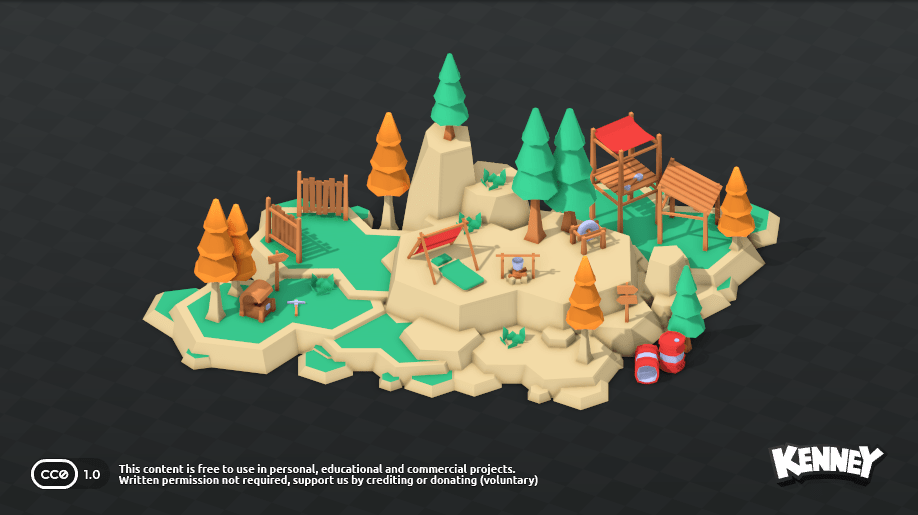 CC0 1.0
This content is free to use in personal, educational and commercial projects.
Written permission not required, support us by crediting or donating (voluntary)
KENNEY